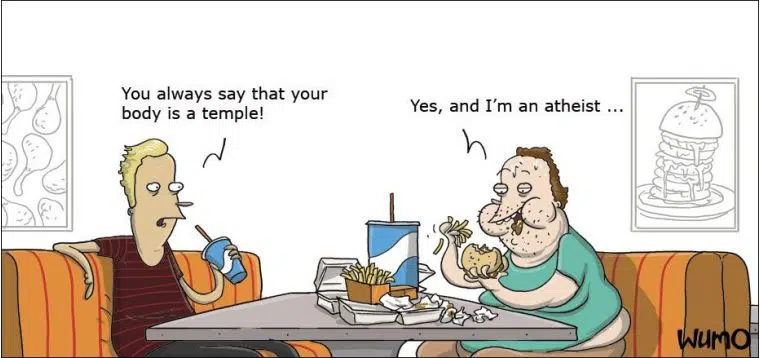 You always say that your
body is a temple!
Yes, and I'm an atheist ...
WUMO